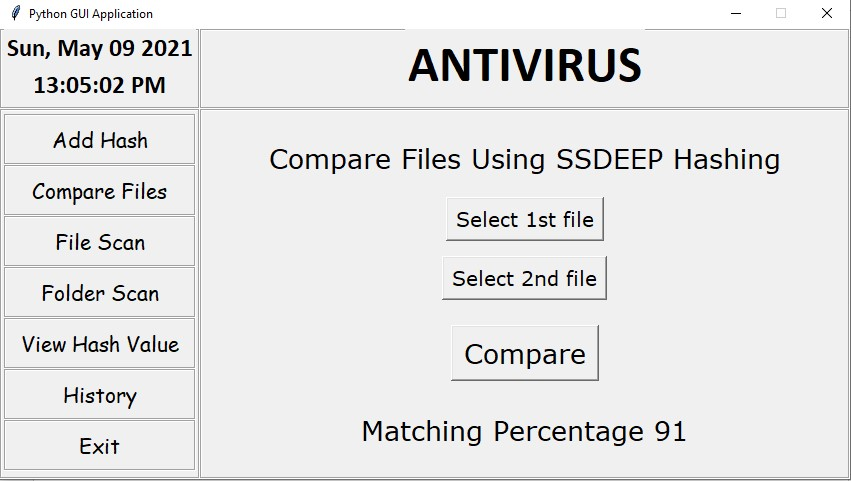 Python GUI Application
Sun, May 09 2021
13:05:02 PM
ANTIVIRUS
Add Hash
Compare Files
File Scan
Folder Scan
View Hash Value
History
Exit
Compare Files Using SSDEEP Hashing
Select 1st file
Select 2nd file
Compare
Matching Percentage 91